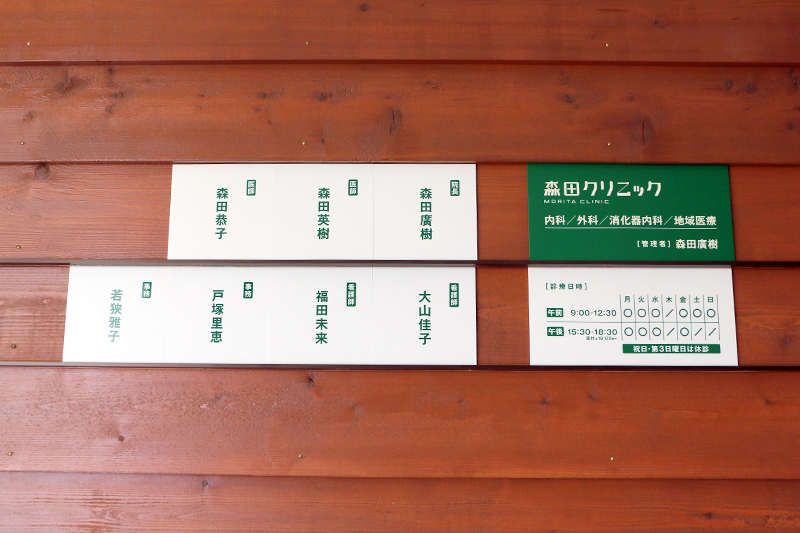 院長
森田廣樹
医師
森田英樹
医師
森田恭子
看護師
大山佳子
看護師
福田未来
事務
戸塚里恵
事務
若狭雅子
森田クリニック
MORITA CLINIC
内科／外科／消化器内科／地域医療
［管理者］ 森田廣樹
［診療日時］
月 火 水 木 金 土 日
午前 9:00-12:30 ○ ○ ○ ／ ○ ○ ○
午後 15:30-18:30 ○ ○ ○ ／ ○ ／ ／
祝日・第3日曜日は休診